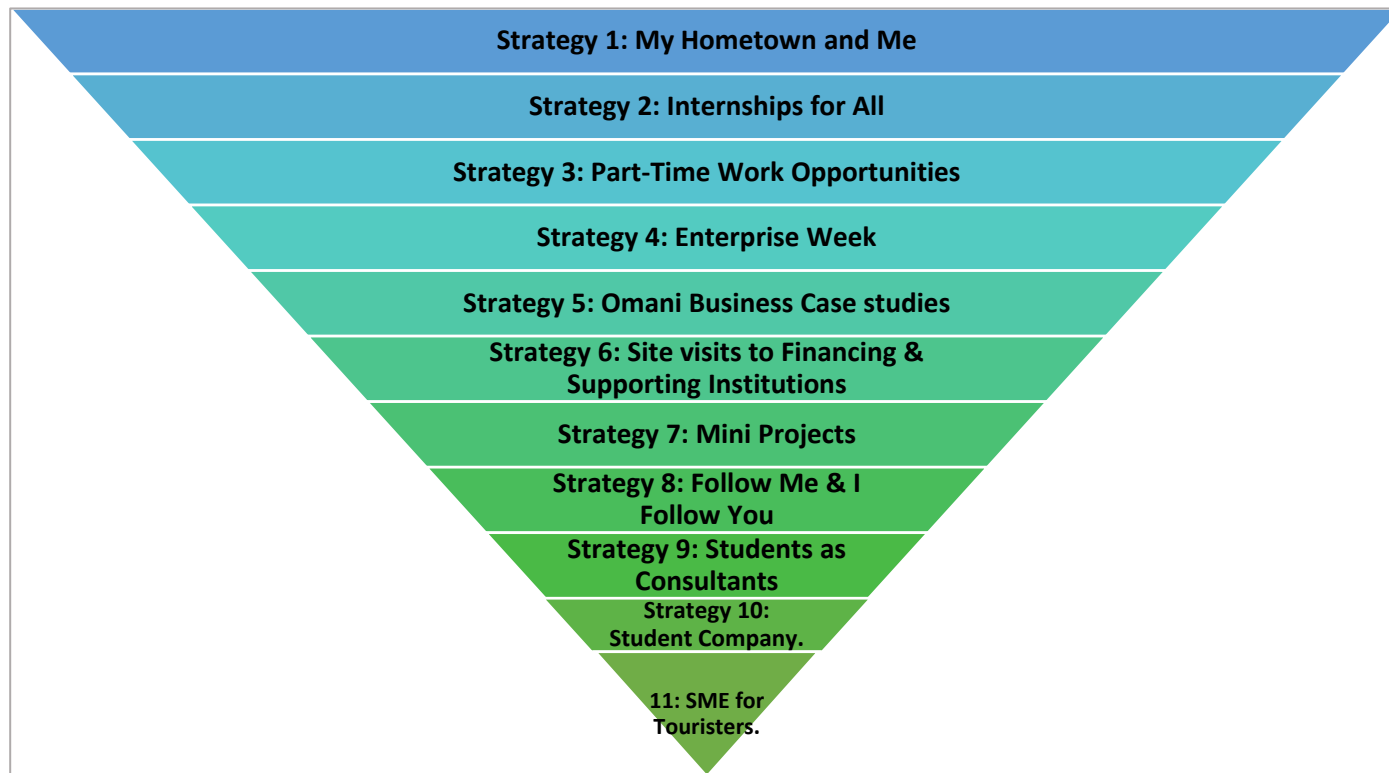 Strategy 1: My Hometown and Me
Strategy 2: Internships for All
Strategy 3: Part-Time Work Opportunities
Strategy 4: Enterprise Week
Strategy 5: Omani Business Case studies
Strategy 6: Site visits to Financing &
Supporting Institutions
Strategy 7: Mini Projects
Strategy 8: Follow Me & I
Follow You
Strategy 9: Students as
Consultants
Strategy 10:
Student Company.
11: SME for
Touristers.